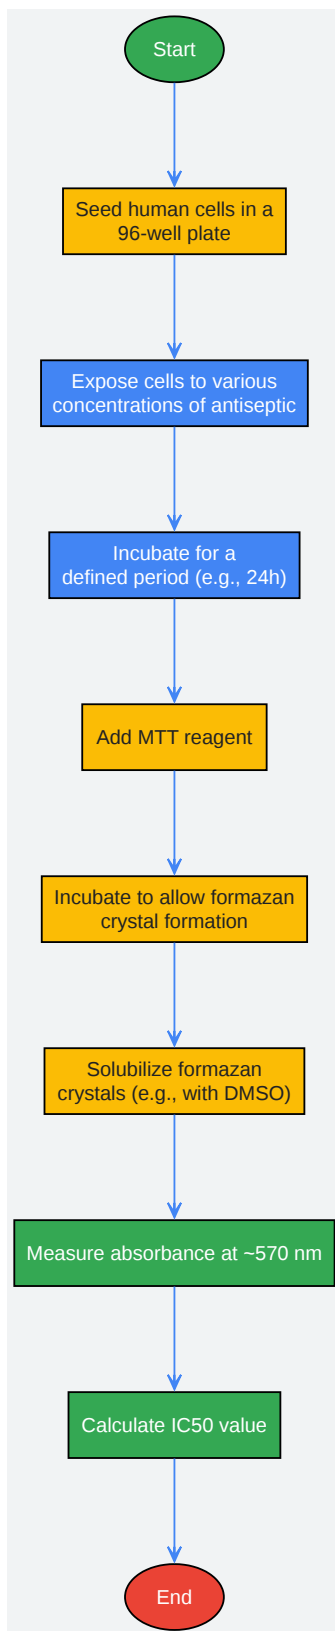 Start
Seed human cells in a
96-well plate
Expose cells to various
concentrations of antiseptic
Incubate for a
defined period (e.g., 24h)
Add MTT reagent
Incubate to allow formazan
crystal formation
Solubilize formazan
crystals (e.g., with DMSO)
Measure absorbance at ~570 nm
Calculate IC50 value
End